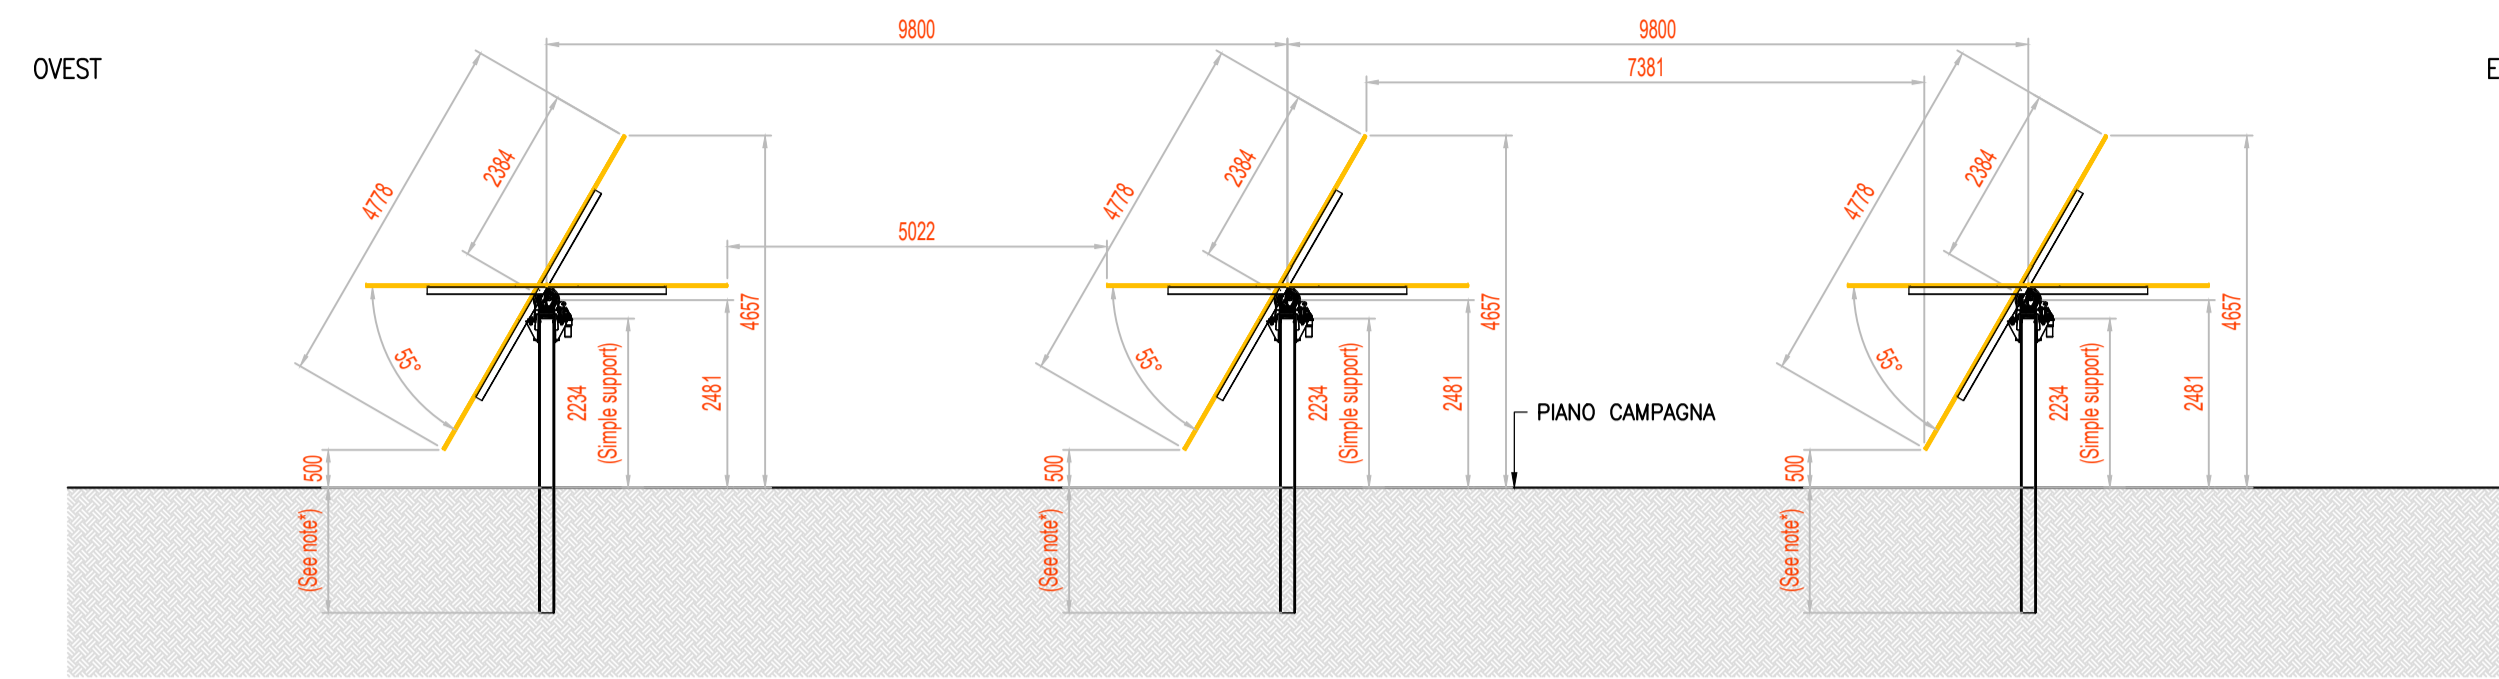 9800
9800
OVEST
E
7381
4778
2384
4778
2384
4778
2384
5022
4657
4657
4657
55°
55°
55°
2234
(Simple support)
2481
2234
(Simple support)
2481
2234
(Simple support)
2481
PIANO CAMPAGNA
500
500
500
(See note*)
(See note*)
(See note*)